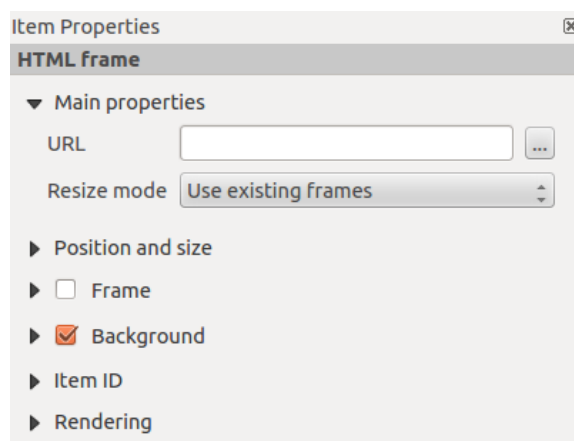 Item Properties
HTML frame
Main properties
URL
...
Resize mode Use existing frames
Position and size
Frame
Background
Item ID
Rendering